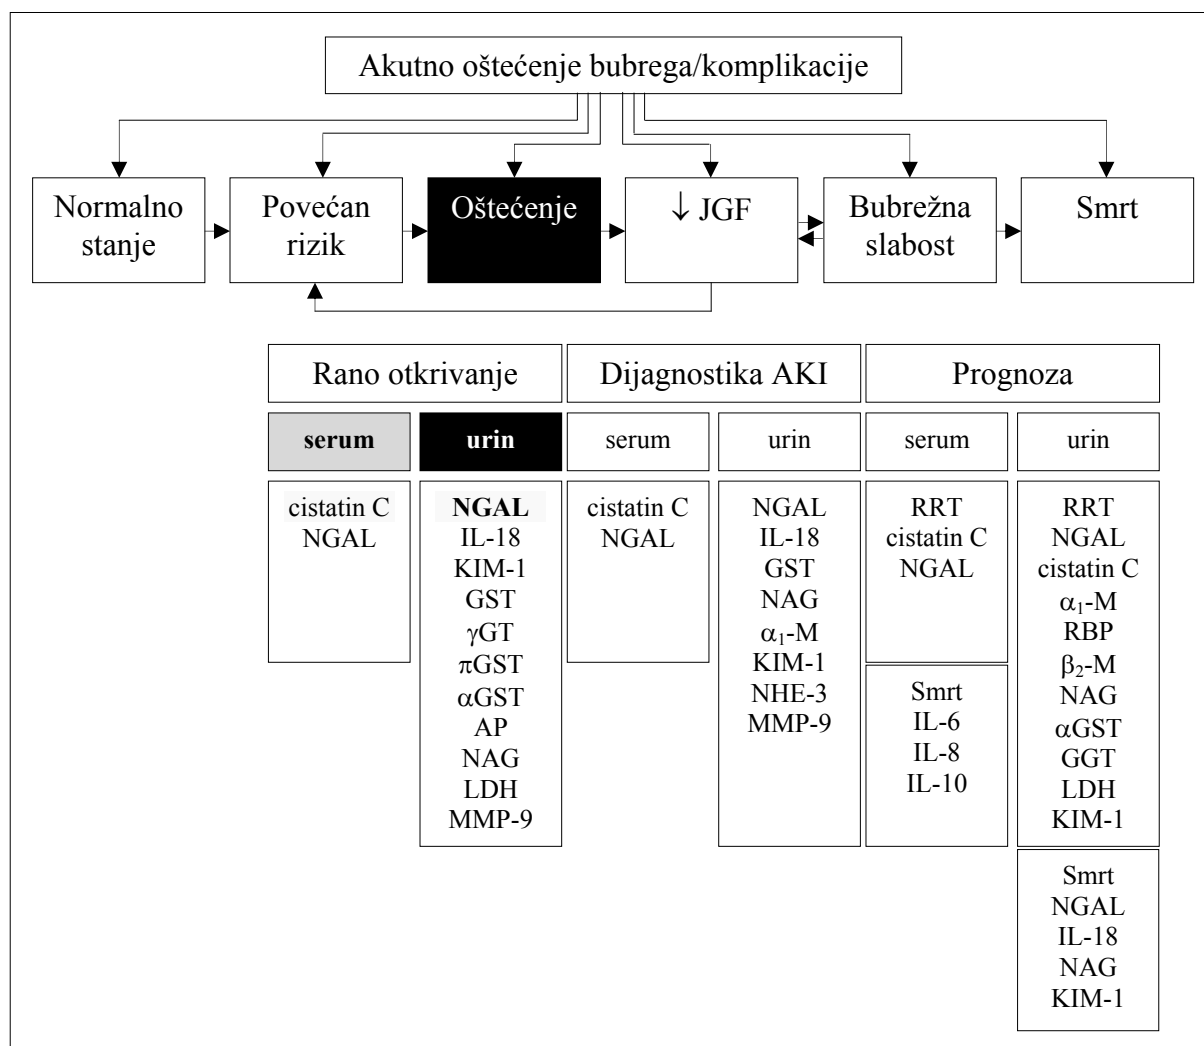 Akutno oštećenje bubrega/komplikacije
Normalno
stanje
Povećan
rizik
Oštećenje
↓ JGF
Bubrežna
slabost
Smrt
Rano otkrivanje
Dijagnostika AKI
Prognoza
serum
urin
serum
urin
serum
urin
cistatin C
NGAL
NGAL
IL-18
KIM-1
GST
γGT
πGST
αGST
AP
NAG
LDH
MMP-9
cistatin C
NGAL
NGAL
IL-18
GST
NAG
α₁-M
KIM-1
NHE-3
MMP-9
RRT
cistatin C
NGAL
Smrt
IL-6
IL-8
IL-10
RRT
NGAL
cistatin C
α₁-M
RBP
β₂-M
NAG
αGST
GGT
LDH
KIM-1
Smrt
NGAL
IL-18
NAG
KIM-1